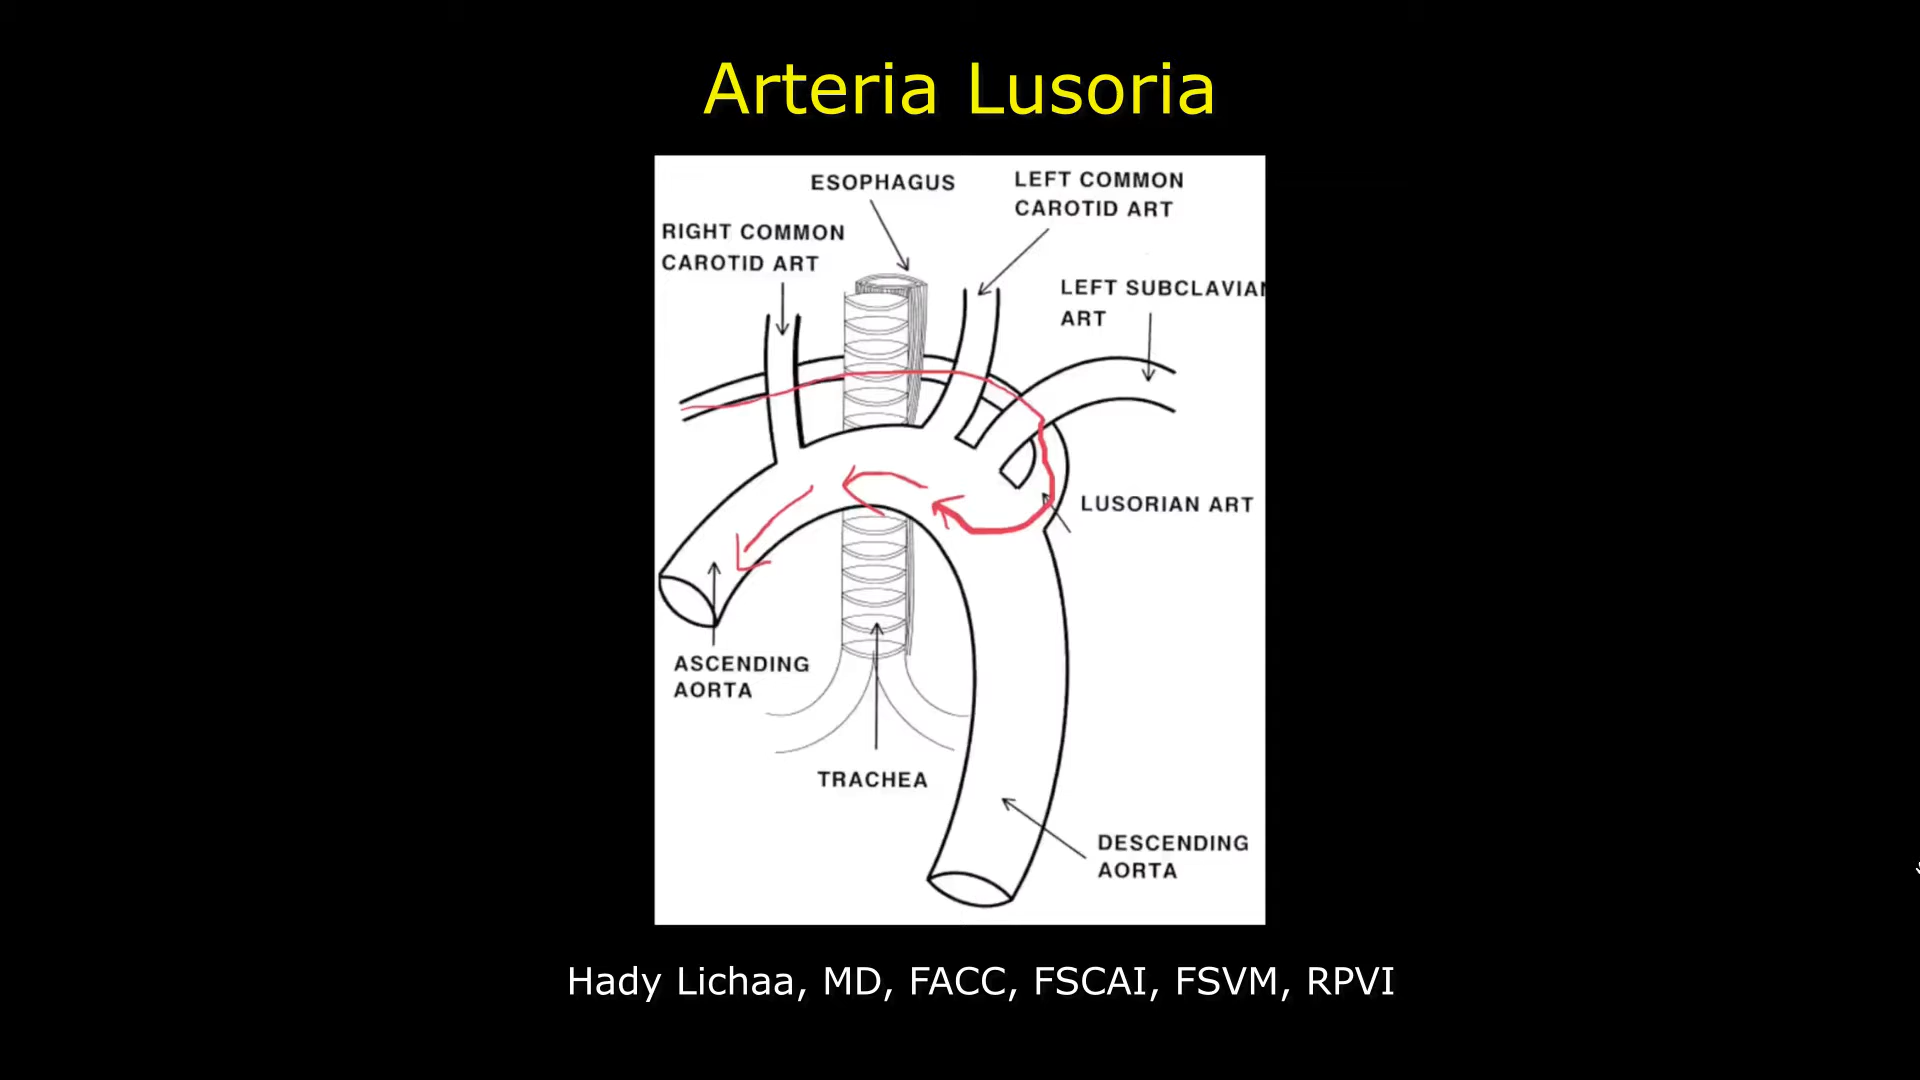 Arteria Lusoria
ESOPHAGUS
LEFT COMMON
CAROTID ART
RIGHT COMMON
CAROTID ART
LEFT SUBCLAVIAN
ART
LUSORIAN ART
ASCENDING
AORTA
TRACHEA
DESCENDING
AORTA
Hady Lichaa, MD, FACC, FSCAI, FSVM, RPVI